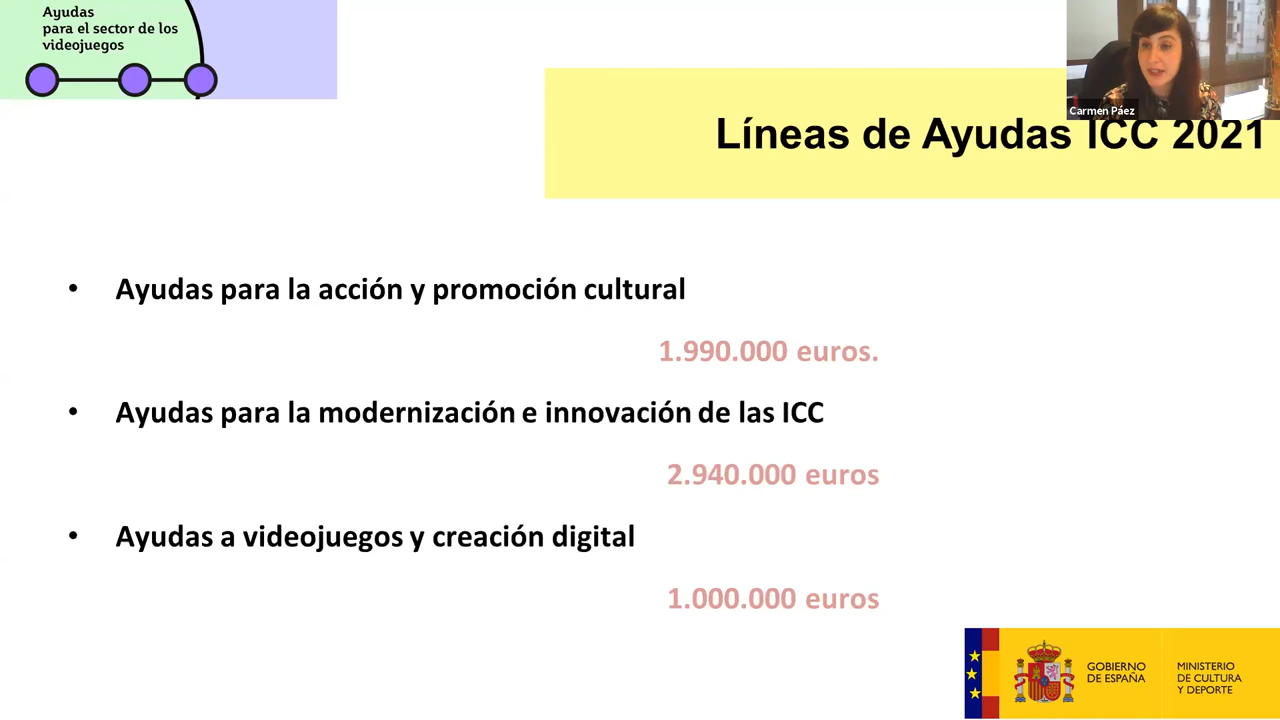 Ayudas
para el sector de los
videojuegos
Carmen Páez
Líneas de Ayudas ICC 2021
• Ayudas para la acción y promoción cultural
1.990.000 euros.
• Ayudas para la modernización e innovación de las ICC
2.940.000 euros
• Ayudas a videojuegos y creación digital
1.000.000 euros
GOBIERNO
DE ESPAÑA
MINISTERIO
DE CULTURA
Y DEPORTE